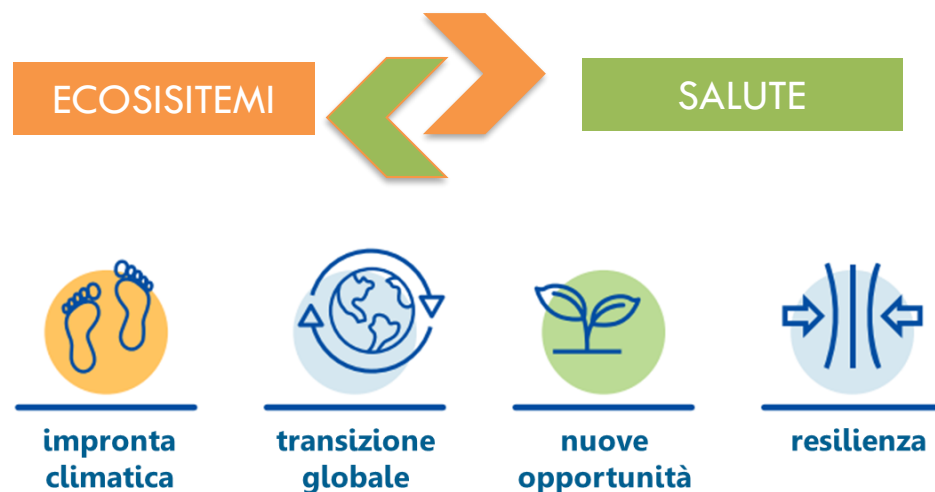 ECOSISITEMI
SALUTE
impronta
climatica
transizione
globale
nuove
opportunità
resilienza